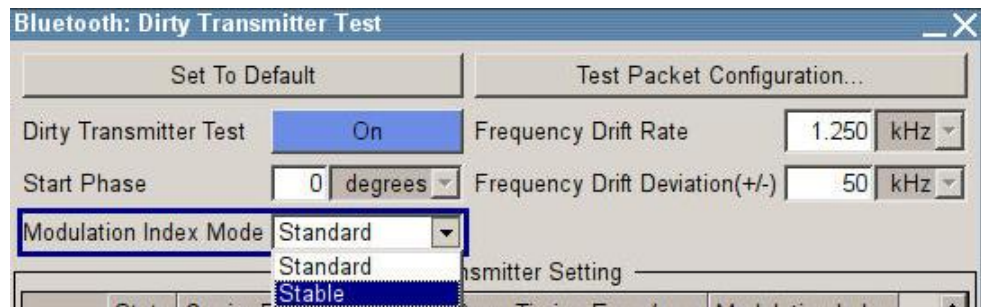 Bluetooth: Dirty Transmitter Test
Set To Default
Test Packet Configuration...
Dirty Transmitter Test On
Frequency Drift Rate 1.250 kHz
Start Phase 0 degrees
Frequency Drift Deviation(+/-) 50 kHz
Modulation Index Mode Standard
Standard
smitter Setting
Stable